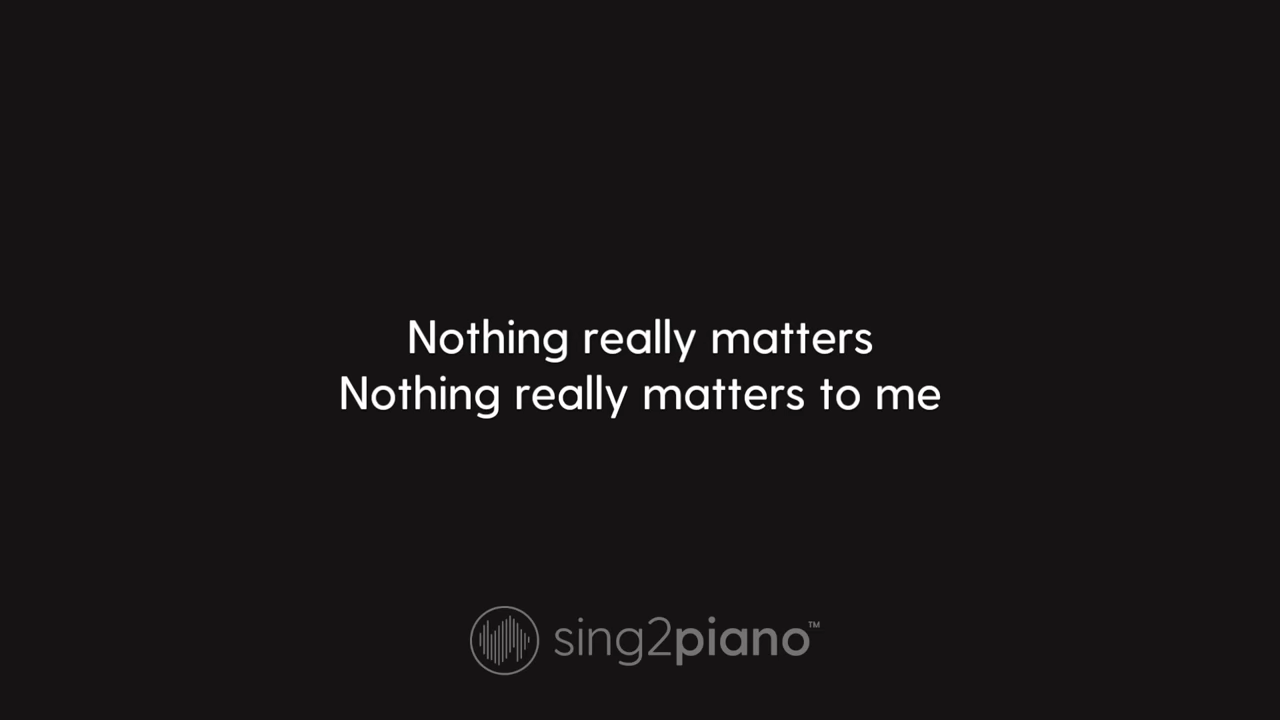 Nothing really matters
Nothing really matters to me
sing2piano™